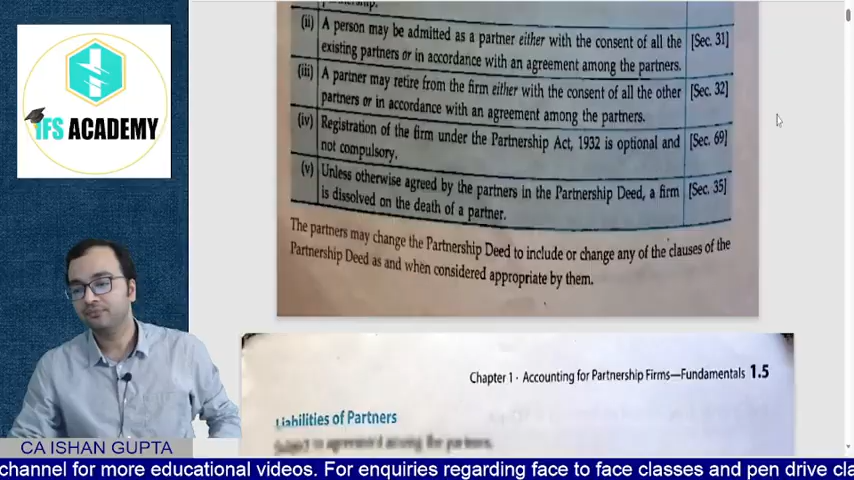 IFS ACADEMY
(ii) A person may be admitted as a partner either with the consent of all the
existing partners or in accordance with an agreement among the partners.
[Sec. 31]
(iii) A partner may retire from the firm either with the consent of all the other
partners or in accordance with an agreement among the partners.
[Sec. 32]
(iv) Registration of the firm under the Partnership Act, 1932 is optional and
not compulsory.
[Sec. 69]
(v) Unless otherwise agreed by the partners in the Partnership Deed, a firm
is dissolved on the death of a partner.
[Sec. 35]
The partners may change the Partnership Deed to include or change any of the clauses of the
Partnership Deed as and when considered appropriate by them.
Chapter 1 · Accounting for Partnership Firms—Fundamentals 1.5
Liabilities of Partners
Subject to agreement among the partners,
CA ISHAN GUPTA
channel for more educational videos. For enquiries regarding face to face classes and pen drive cla